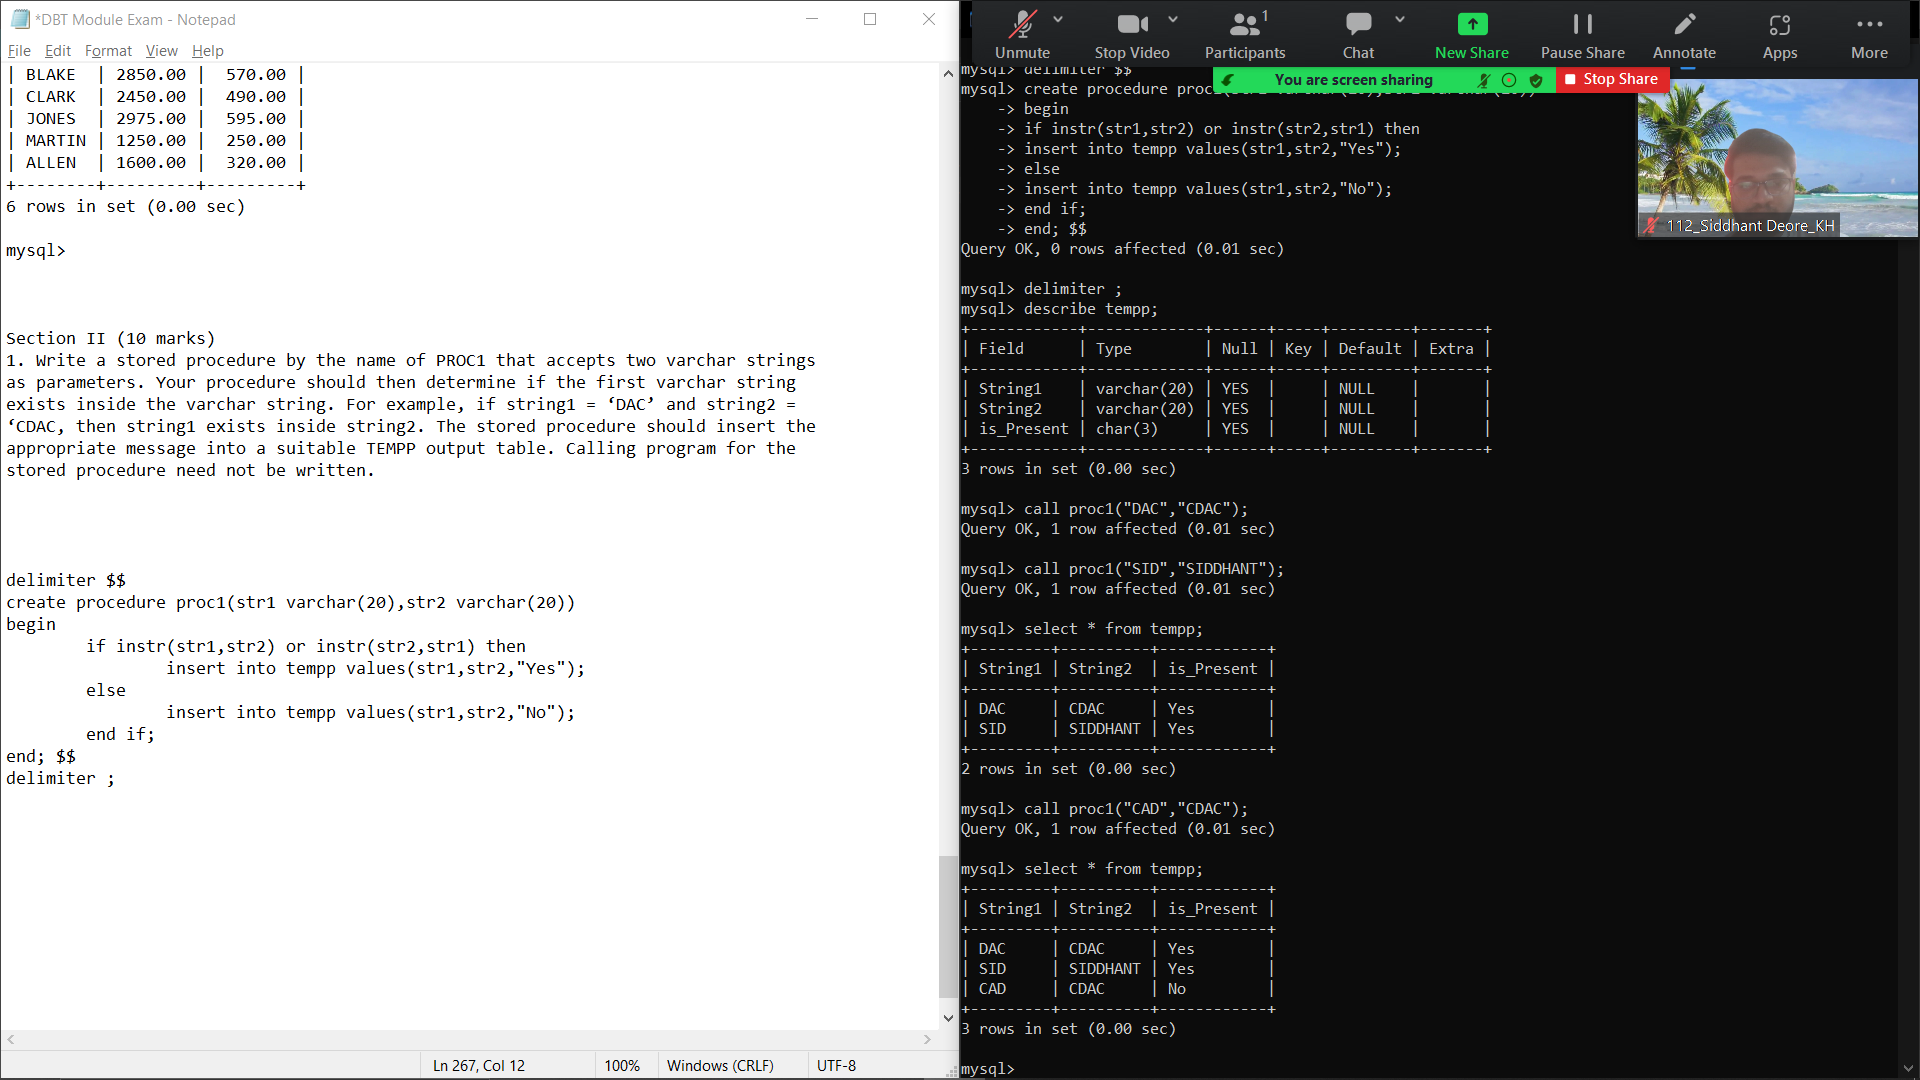 *DBT Module Exam - Notepad
File Edit Format View Help
| BLAKE  | 2850.00 |  570.00 |
| CLARK  | 2450.00 |  490.00 |
| JONES  | 2975.00 |  595.00 |
| MARTIN | 1250.00 |  250.00 |
| ALLEN  | 1600.00 |  320.00 |
+--------+---------+---------+
6 rows in set (0.00 sec)
mysql>
Section II (10 marks)
1. Write a stored procedure by the name of PROC1 that accepts two varchar strings
as parameters. Your procedure should then determine if the first varchar string
exists inside the varchar string. For example, if string1 = ‘DAC’ and string2 =
‘CDAC, then string1 exists inside string2. The stored procedure should insert the
appropriate message into a suitable TEMPP output table. Calling program for the
stored procedure need not be written.
delimiter $$
create procedure proc1(str1 varchar(20),str2 varchar(20))
begin
        if instr(str1,str2) or instr(str2,str1) then
                insert into tempp values(str1,str2,"Yes");
        else
                insert into tempp values(str1,str2,"No");
        end if;
end; $$
delimiter ;
Ln 267, Col 12
100%
Windows (CRLF)
UTF-8
Unmute
Stop Video
Participants
1
Chat
New Share
Pause Share
Annotate
Apps
More
You are screen sharing
Stop Share
112_Siddhant Deore_KH
mysql> delimiter $$
mysql> create procedure
    -> begin
    -> if instr(str1,str2) or instr(str2,str1) then
    -> insert into tempp values(str1,str2,"Yes");
    -> else
    -> insert into tempp values(str1,str2,"No");
    -> end if;
    -> end; $$
Query OK, 0 rows affected (0.01 sec)
mysql> delimiter ;
mysql> describe tempp;
+------------+-------------+------+-----+---------+-------+
| Field      | Type        | Null | Key | Default | Extra |
+------------+-------------+------+-----+---------+-------+
| String1    | varchar(20) | YES  |     | NULL    |       |
| String2    | varchar(20) | YES  |     | NULL    |       |
| is_Present | char(3)     | YES  |     | NULL    |       |
+------------+-------------+------+-----+---------+-------+
3 rows in set (0.00 sec)
mysql> call proc1("DAC","CDAC");
Query OK, 1 row affected (0.01 sec)
mysql> call proc1("SID","SIDDHANT");
Query OK, 1 row affected (0.01 sec)
mysql> select * from tempp;
+---------+----------+------------+
| String1 | String2  | is_Present |
+---------+----------+------------+
| DAC     | CDAC     | Yes        |
| SID     | SIDDHANT | Yes        |
+---------+----------+------------+
2 rows in set (0.00 sec)
mysql> call proc1("CAD","CDAC");
Query OK, 1 row affected (0.01 sec)
mysql> select * from tempp;
+---------+----------+------------+
| String1 | String2  | is_Present |
+---------+----------+------------+
| DAC     | CDAC     | Yes        |
| SID     | SIDDHANT | Yes        |
| CAD     | CDAC     | No         |
+---------+----------+------------+
3 rows in set (0.00 sec)
mysql>